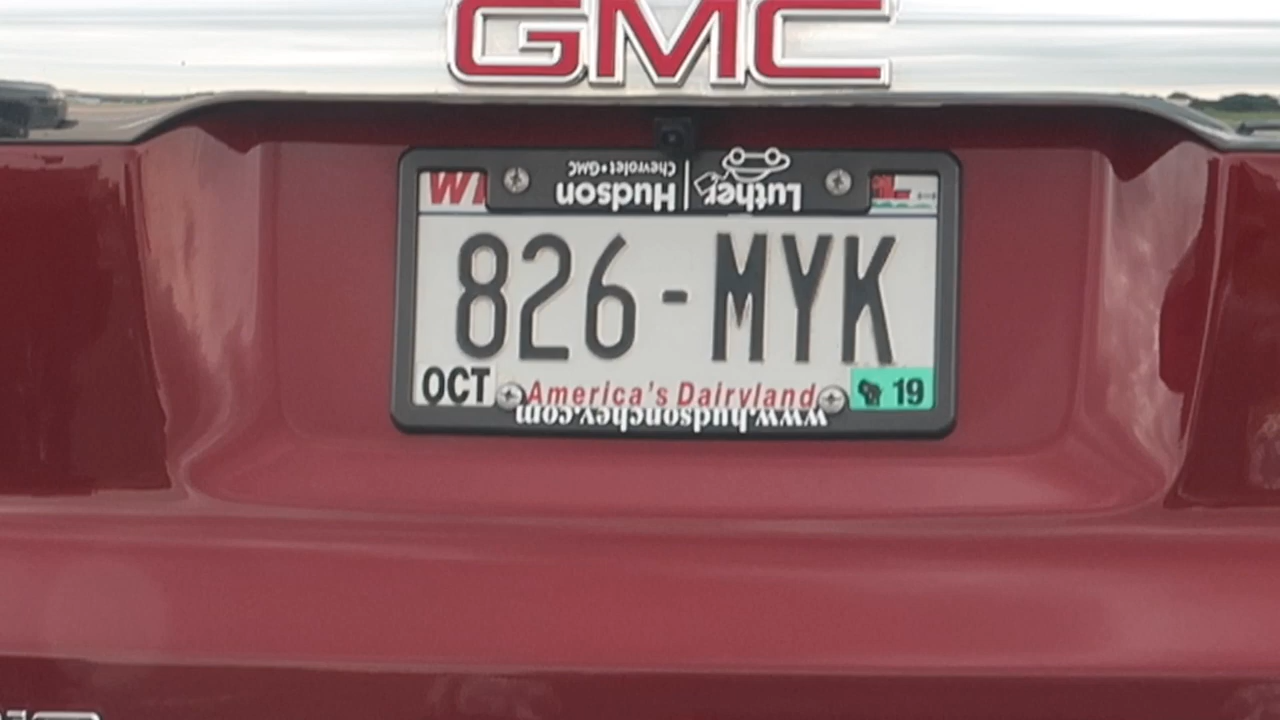 GMC
WI
Luther Hudson
Chevrolet•GMC
826-MYK
OCT America's Dairyland 19
www.hudsonchev.com